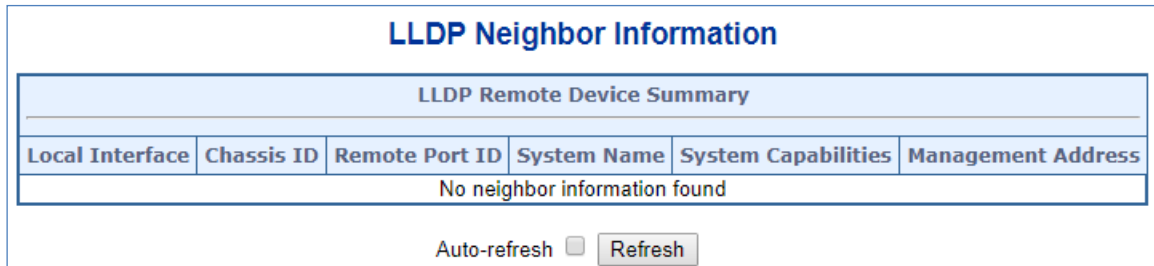 LLDP Neighbor Information
LLDP Remote Device Summary
Local Interface Chassis ID Remote Port ID System Name System Capabilities Management Address
No neighbor information found
Auto-refresh Refresh